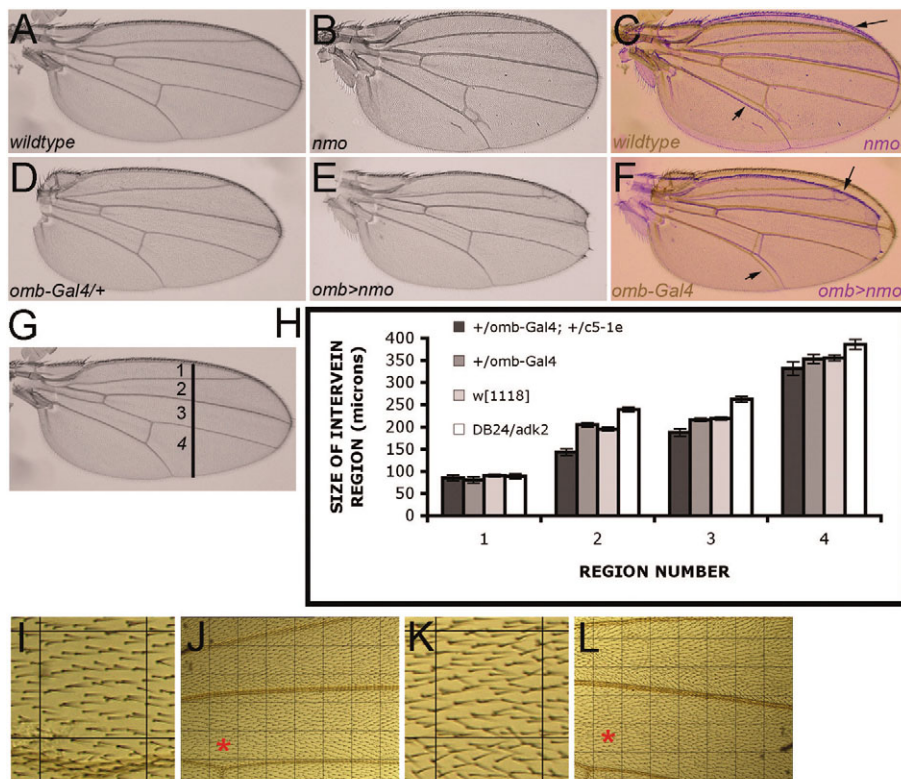 A
wildtype
B
nmo
C
wildtype
nmo
D
omb-Gal4/+
E
omb>nmo
F
omb-Gal4
omb>nmo
G
1
2
3
4
H
+/omb-Gal4; +/c5-1e
+/omb-Gal4
w[1118]
DB24/adk2
SIZE OF INTERVEIN
REGION (microns)
400
350
300
250
200
150
100
50
0
1 2 3 4
REGION NUMBER
I
J
*
K
L
*